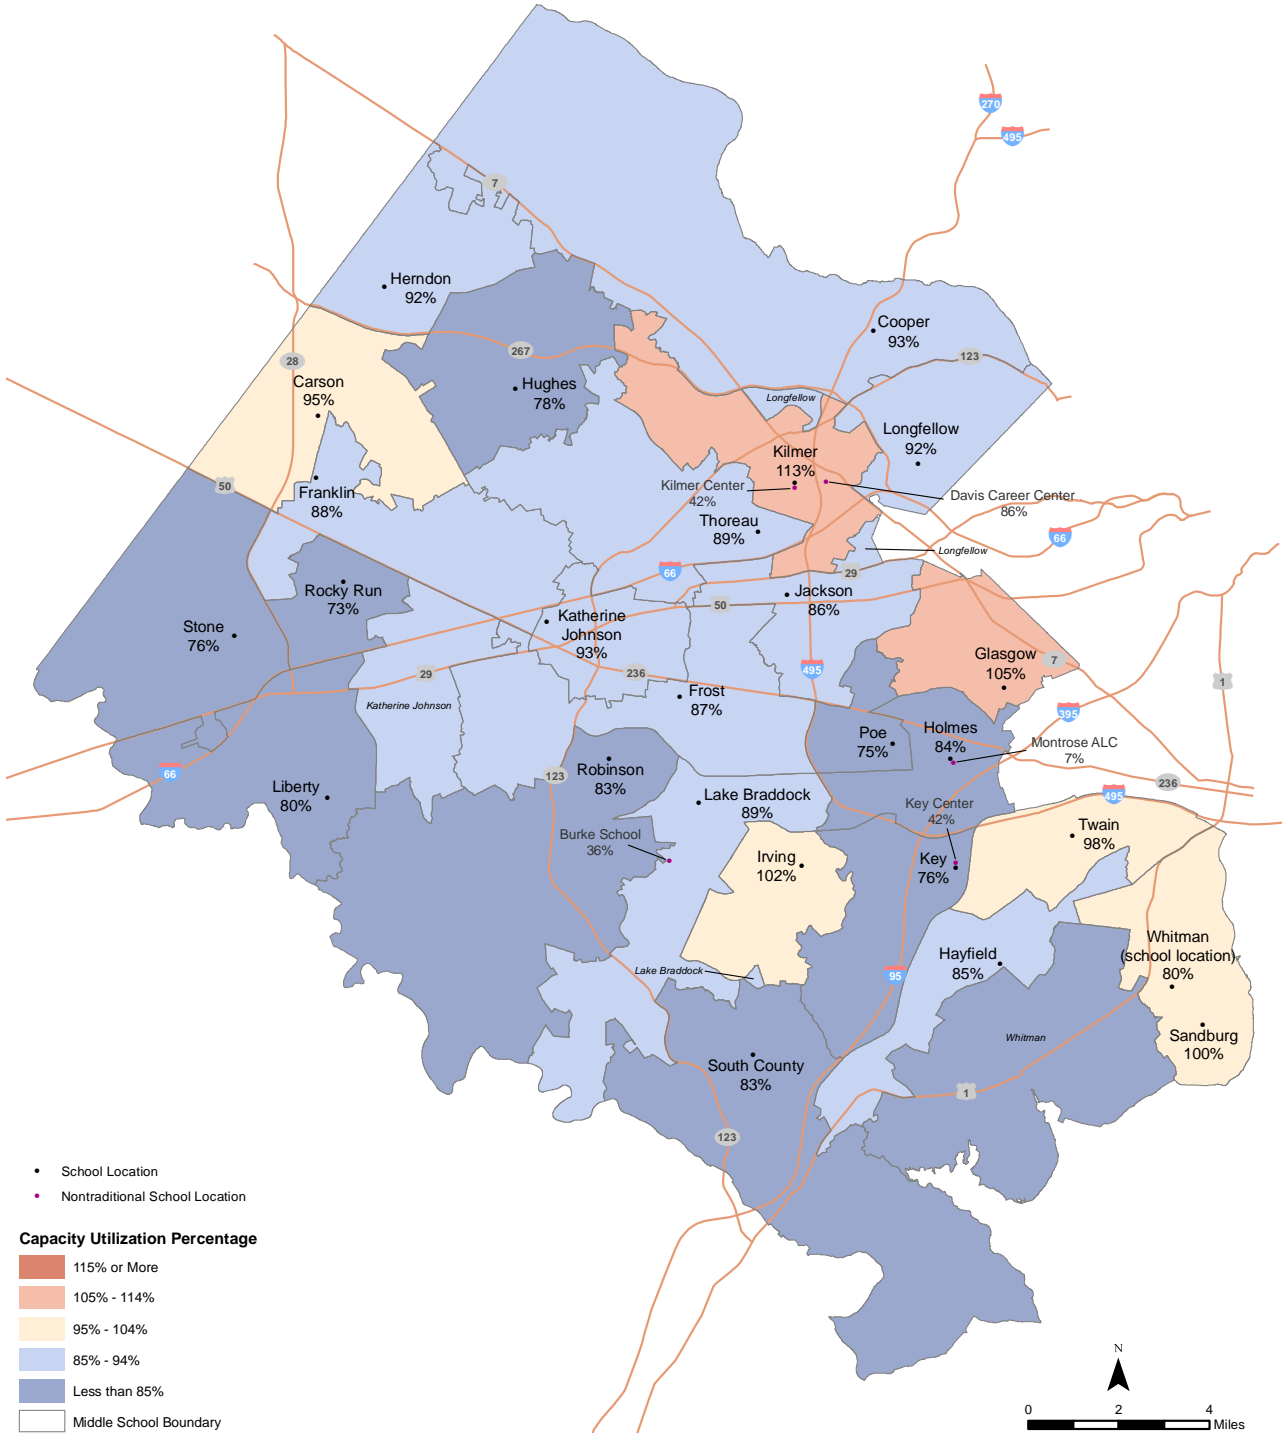 270
495
7
Herndon
92%
Cooper
93%
123
28
267
Carson
95%
Hughes
78%
Longfellow
Longfellow
92%
Kilmer
113%
Kilmer Center
42%
Davis Career Center
86%
50
Franklin
88%
Thoreau
89%
66
Longfellow
66
29
Rocky Run
73%
Jackson
86%
50
Katherine
Johnson
93%
Stone
76%
Glasgow
105%
7
495
236
29
1
Frost
87%
Katherine Johnson
395
Poe
75%
Holmes
84%
Montrose ALC
7%
66
123
Robinson
83%
236
Liberty
80%
Lake Braddock
89%
495
Key Center
42%
Burke School
36%
Twain
98%
Irving
102%
Key
76%
Whitman
(school location)
80%
Hayfield
85%
Lake Braddock
95
Whitman
Sandburg
100%
South County
83%
1
123
School Location
Nontraditional School Location
Capacity Utilization Percentage
115% or More
105% - 114%
95% - 104%
85% - 94%
Less than 85%
Middle School Boundary
N
0 2 4
Miles